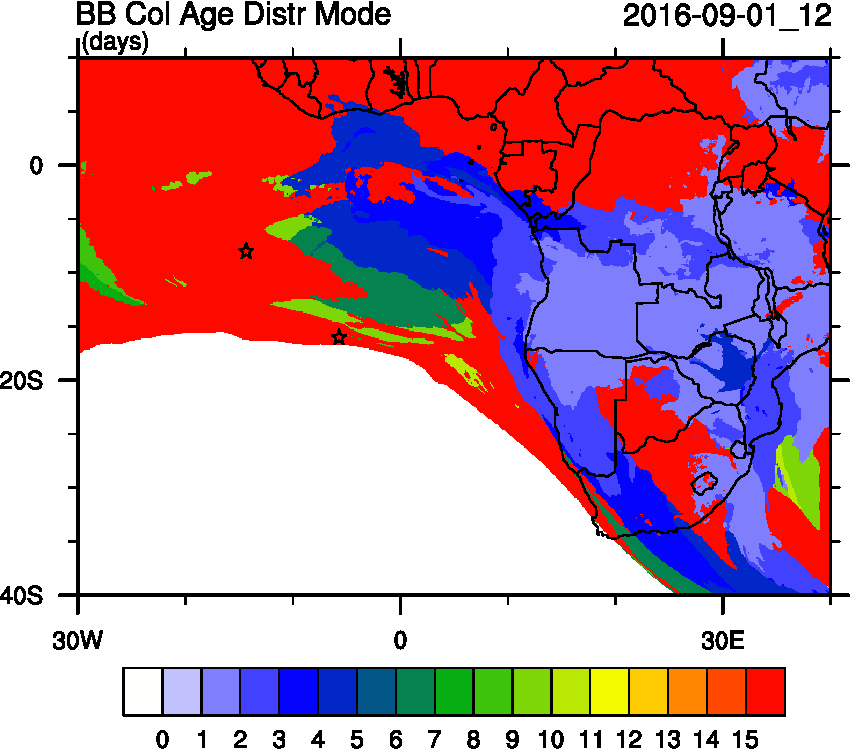 BB Col Age Distr Mode 2016-09-01_12
(days)
0
20S
40S
30W 0 30E
0 1 2 3 4 5 6 7 8 9 10 11 12 13 14 15